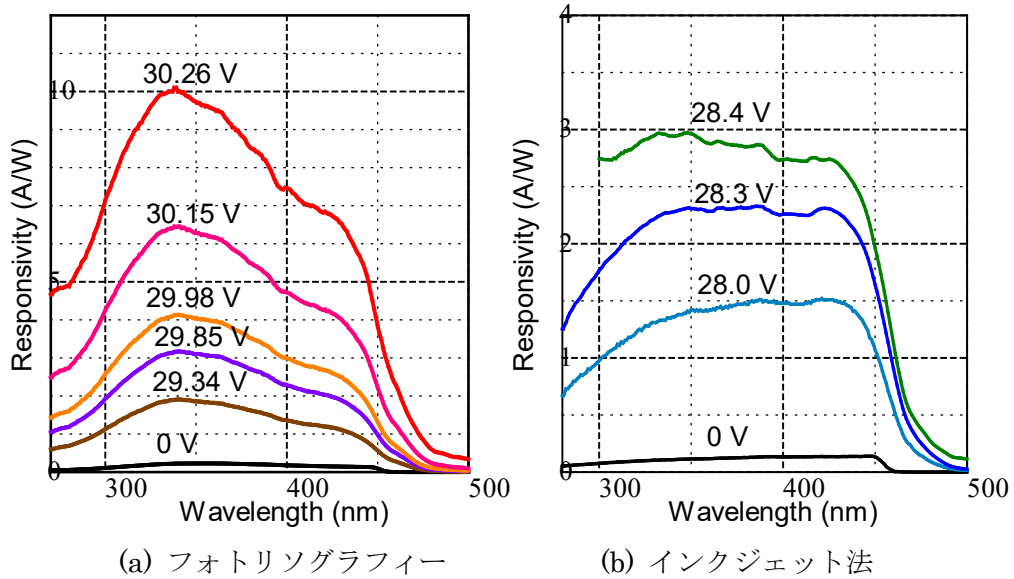 10
5
0
30.26 V
30.15 V
29.98 V
29.85 V
29.34 V
0 V
300
400
500
Responsivity (A/W)
Wavelength (nm)
(a) フォトリソグラフィー
4
3
2
1
0
28.4 V
28.3 V
28.0 V
0 V
300
400
500
Responsivity (A/W)
Wavelength (nm)
(b) インクジェット法